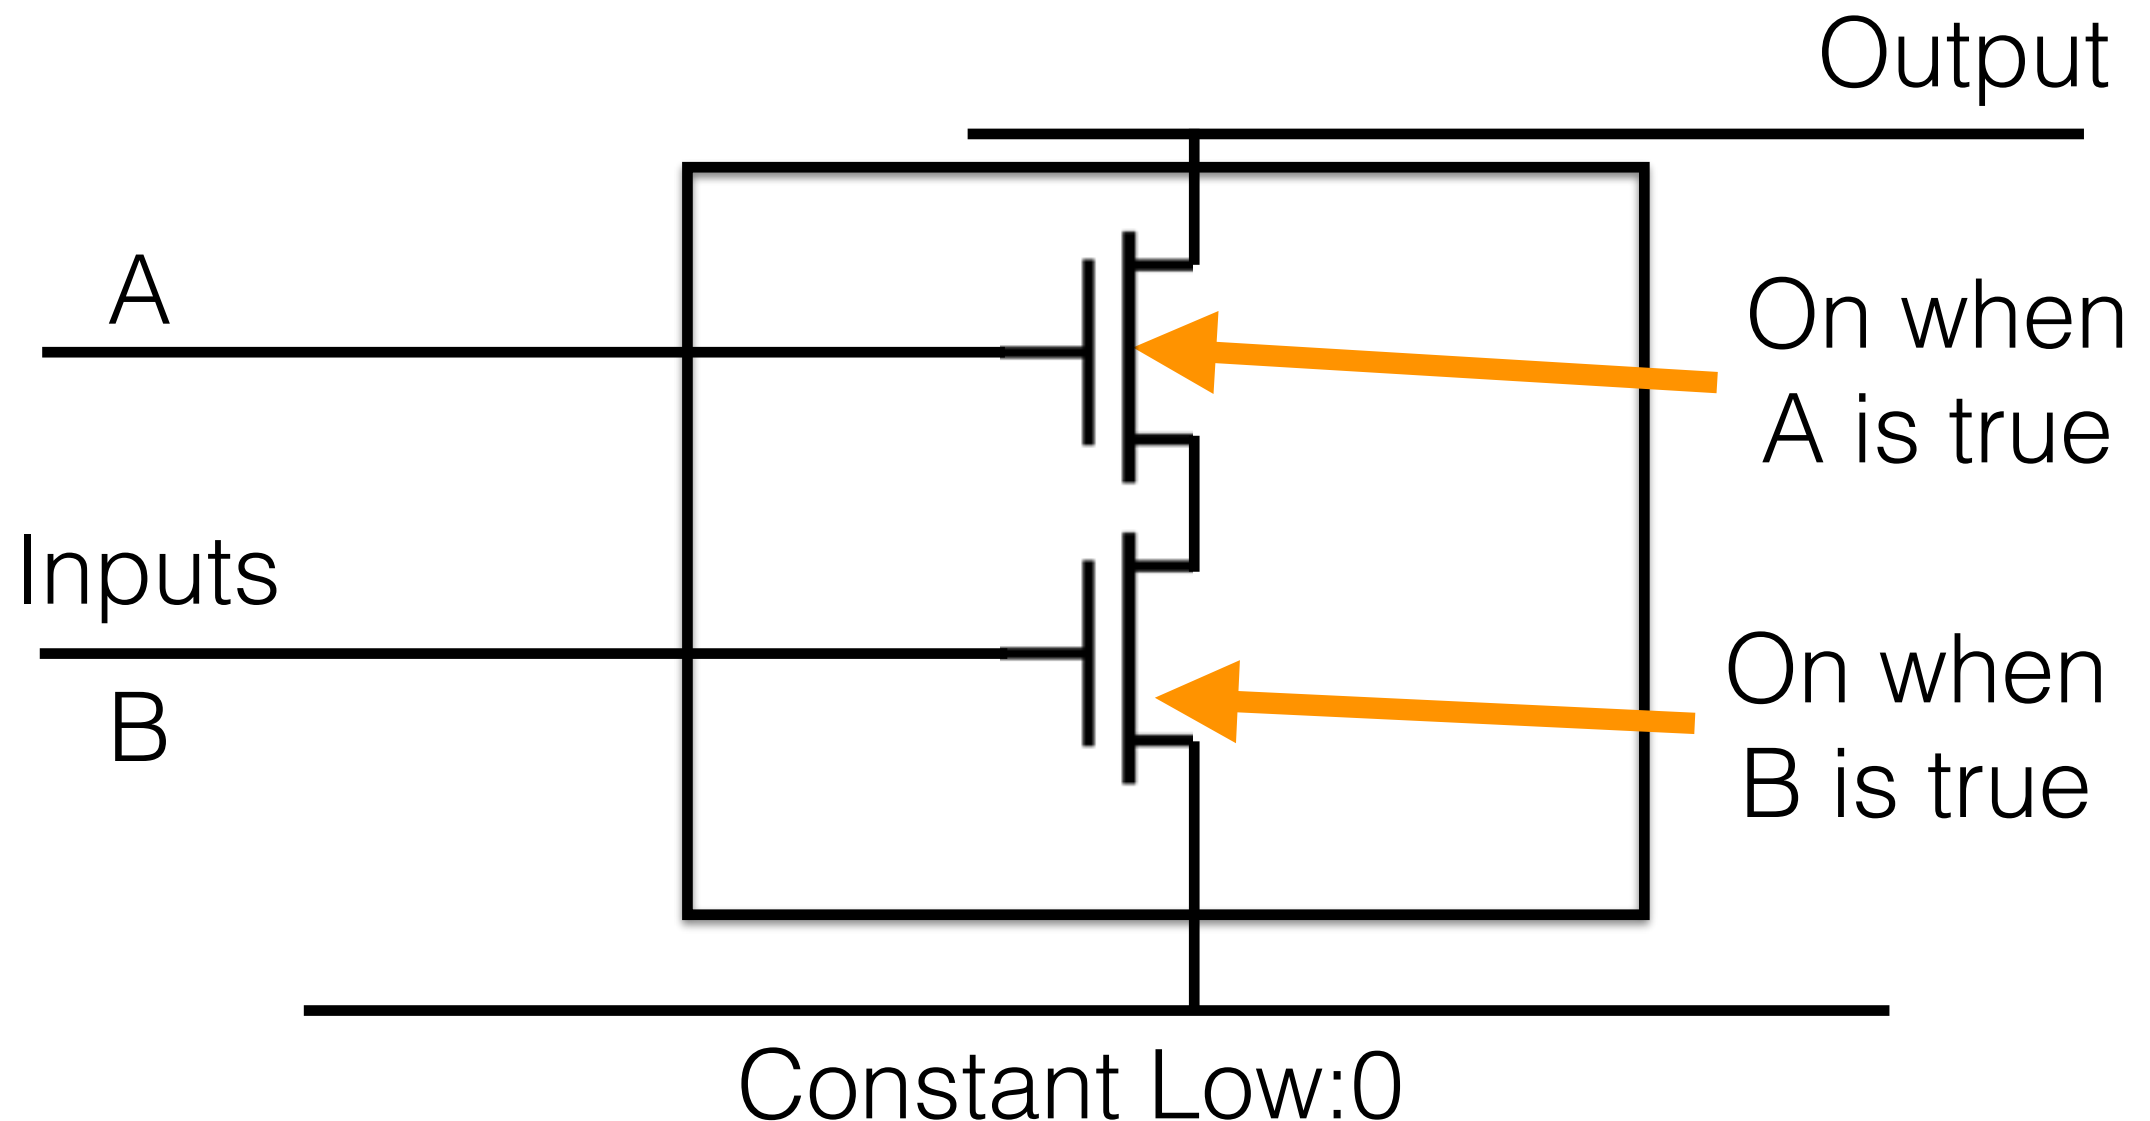 Output
A
On when
A is true
Inputs
B
On when
B is true
Constant Low:0